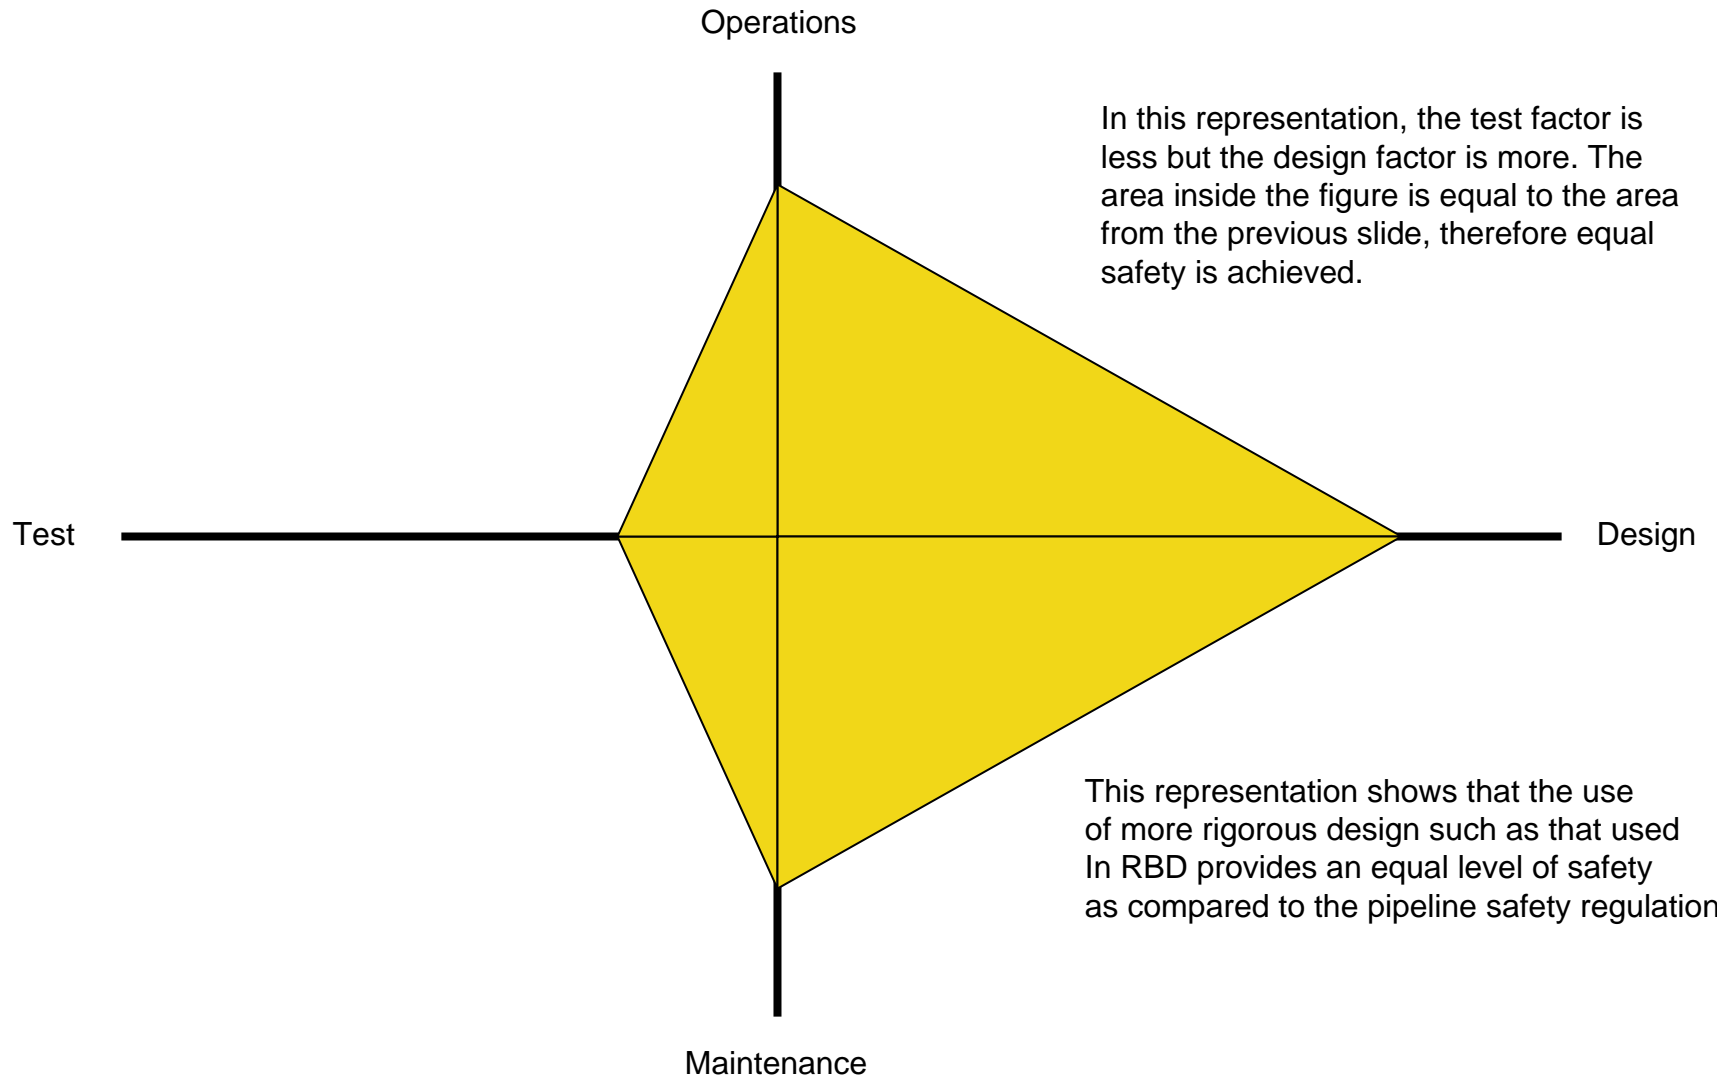 Operations
In this representation, the test factor is
less but the design factor is more. The
area inside the figure is equal to the area
from the previous slide, therefore equal
safety is achieved.
Test
Design
This representation shows that the use
of more rigorous design such as that used
In RBD provides an equal level of safety
as compared to the pipeline safety regulation
Maintenance